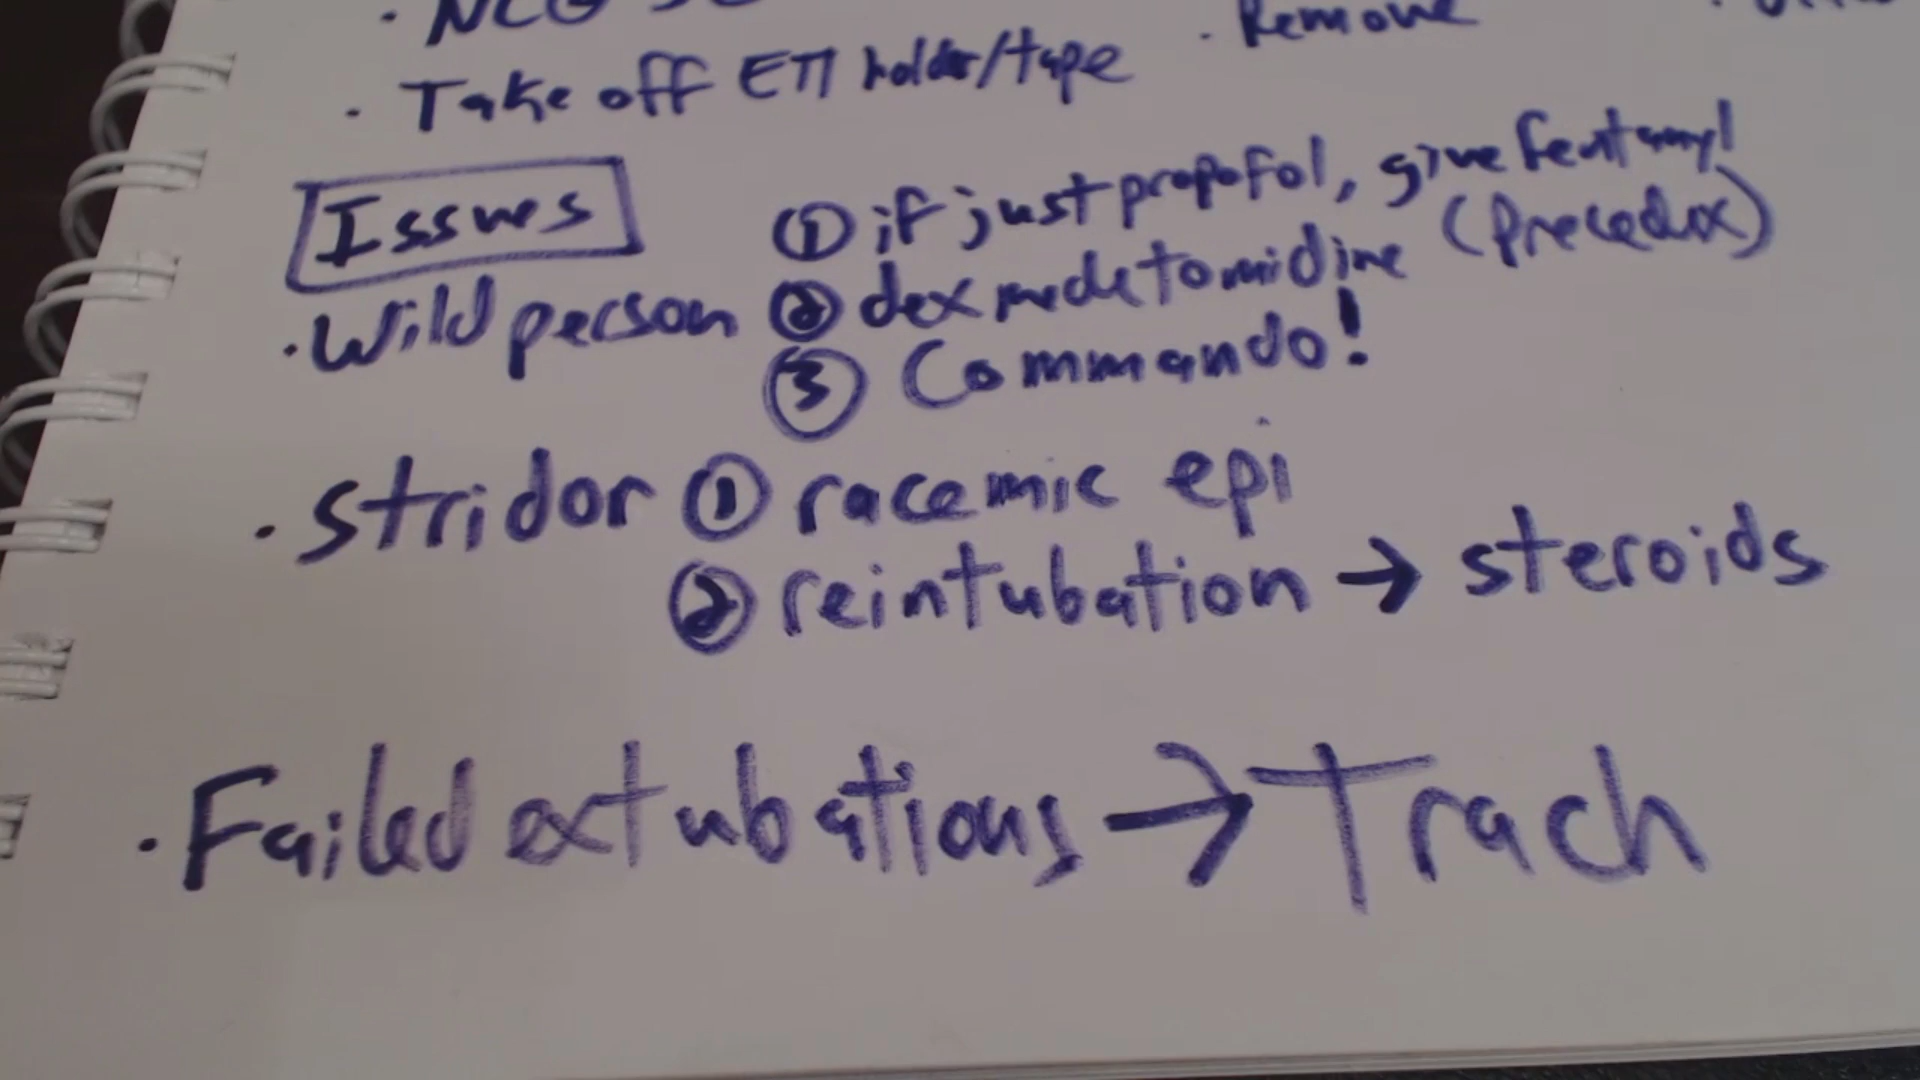 · NCG
· Take off ETT holder/tape · Remove
Issues
· Wild person ① if just propofol, give fentanyl
② dexmedetomidine (Precedex)
③ Commando!
· stridor ① racemic epi
② reintubation → steroids
· Failed extubations → Trach